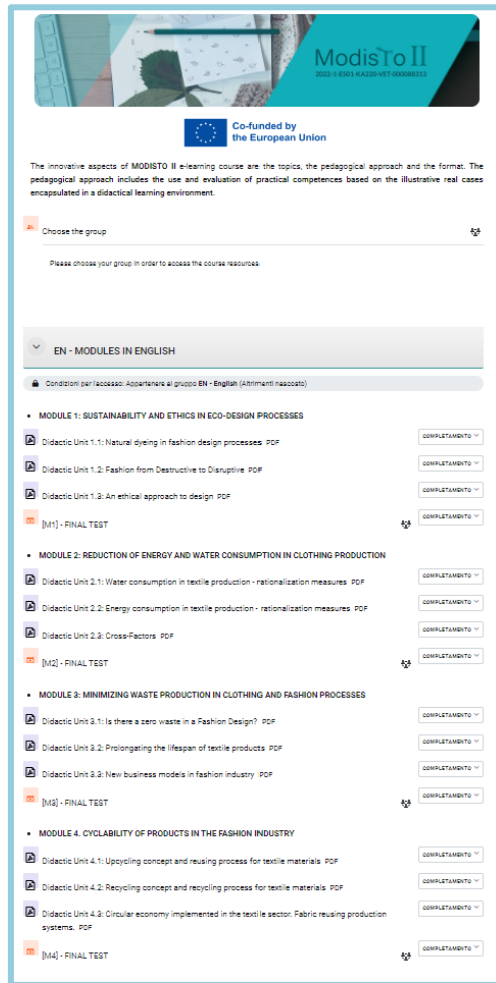 ModisTo II
2022-1-ES01-KA220-VET-000088313
Co-funded by
the European Union
The innovative aspects of MODISTO II e-learning course are the topics, the pedagogical approach and the format. The
pedagogical approach includes the use and evaluation of practical competences based on the illustrative real cases
encapsulated in a didactical learning environment.
Choose the group
Please choose your group in order to access the course resources.
EN - MODULES IN ENGLISH
Condizioni per l'accesso: Appartenere al gruppo EN - English (Altrimenti nascosto)
• MODULE 1: SUSTAINABILITY AND ETHICS IN ECO-DESIGN PROCESSES
Didactic Unit 1.1: Natural dyeing in fashion design processes PDF COMPLETAMENTO
Didactic Unit 1.2: Fashion from Destructive to Disruptive PDF COMPLETAMENTO
Didactic Unit 1.3: An ethical approach to design PDF COMPLETAMENTO
[M1] - FINAL TEST COMPLETAMENTO
• MODULE 2: REDUCTION OF ENERGY AND WATER CONSUMPTION IN CLOTHING PRODUCTION
Didactic Unit 2.1: Water consumption in textile production - rationalization measures PDF COMPLETAMENTO
Didactic Unit 2.2: Energy consumption in textile production - rationalization measures PDF COMPLETAMENTO
Didactic Unit 2.3: Cross-Factors PDF COMPLETAMENTO
[M2] - FINAL TEST COMPLETAMENTO
• MODULE 3: MINIMIZING WASTE PRODUCTION IN CLOTHING AND FASHION PROCESSES
Didactic Unit 3.1: Is there a zero waste in a Fashion Design? PDF COMPLETAMENTO
Didactic Unit 3.2: Prolongating the lifespan of textile products PDF COMPLETAMENTO
Didactic Unit 3.3: New business models in fashion industry PDF COMPLETAMENTO
[M3] - FINAL TEST COMPLETAMENTO
• MODULE 4. CYCLABILITY OF PRODUCTS IN THE FASHION INDUSTRY
Didactic Unit 4.1: Upcycling concept and reusing process for textile materials PDF COMPLETAMENTO
Didactic Unit 4.2: Recycling concept and recycling process for textile materials PDF COMPLETAMENTO
Didactic Unit 4.3: Circular economy implemented in the textile sector. Fabric reusing production COMPLETAMENTO
systems. PDF
[M4] - FINAL TEST COMPLETAMENTO